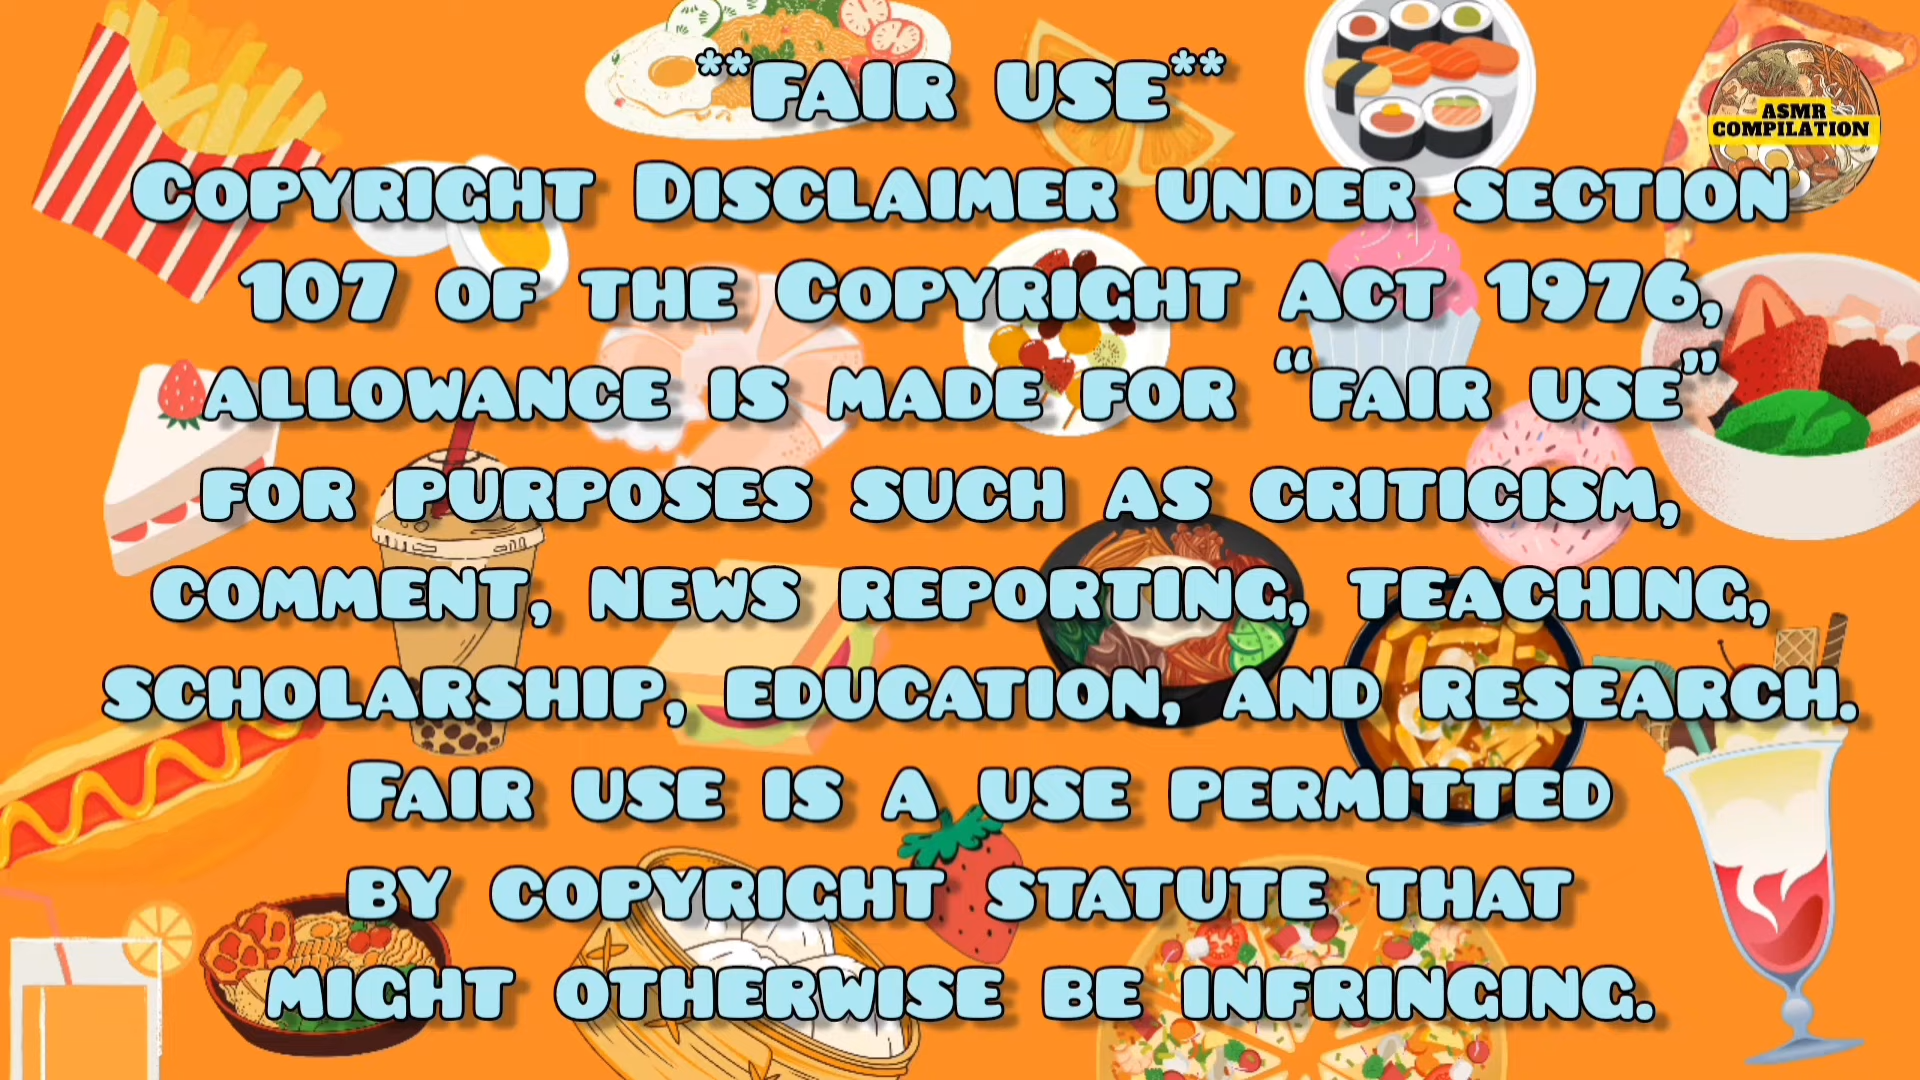 **Fair use**
Copyright Disclaimer under section
107 of the Copyright Act 1976,
allowance is made for “fair use”
for purposes such as criticism,
comment, news reporting, teaching,
scholarship, education, and research.
Fair use is a use permitted
by copyright statute that
might otherwise be infringing.
ASMR
COMPILATION